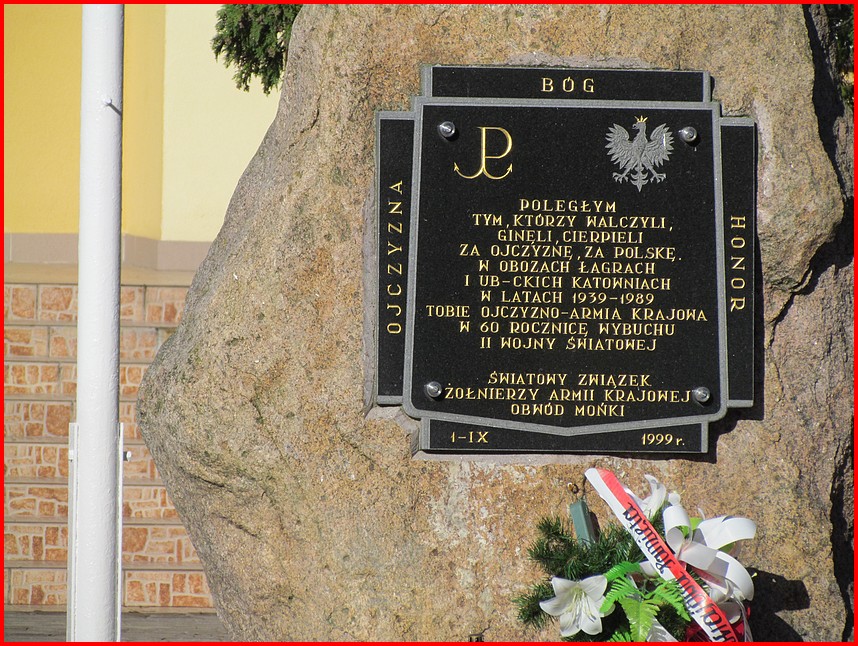 BÓG
OJCZYZNA
HONOR
POLEGŁYM
TYM, KTÓRZY WALCZYLI,
GINĘLI, CIERPIELI
ZA OJCZYZNĘ, ZA POLSKĘ.
W OBOZACH ŁAGRACH
I UB-CKICH KATOWNIACH
W LATACH 1939-1989
TOBIE OJCZYZNO-ARMIA KRAJOWA
W 60 ROCZNICĘ WYBUCHU
II WOJNY ŚWIATOWEJ
ŚWIATOWY ZWIĄZEK
ŻOŁNIERZY ARMII KRAJOWEJ
OBWÓD MOŃKI
1-IX 1999 r.